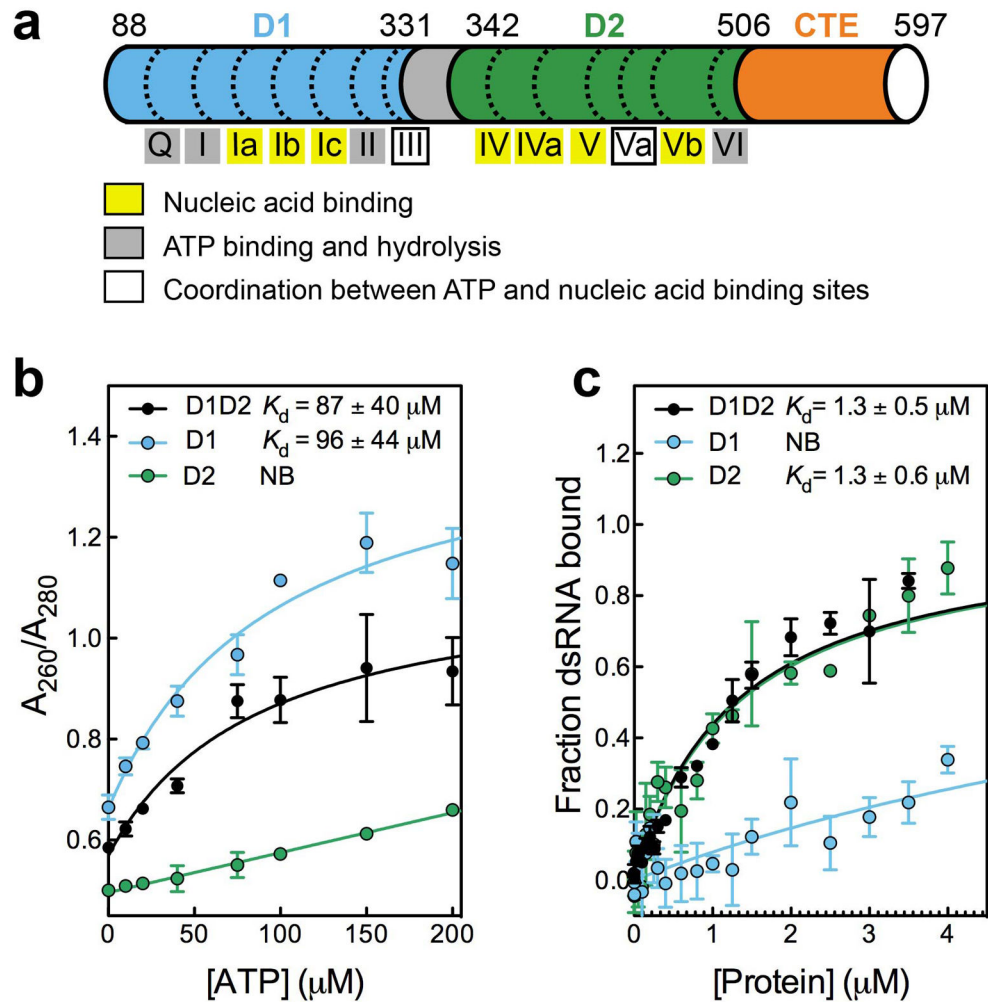 a
88 D1 331 342 D2 506 CTE 597
Q I Ia Ib Ic II III IV IVa V Va Vb VI
Nucleic acid binding
ATP binding and hydrolysis
Coordination between ATP and nucleic acid binding sites
b
D1D2 Kd = 87 ± 40 μM
D1 Kd = 96 ± 44 μM
D2 NB
1.4
1.2
1.0
0.8
0.6
A260/A280
0 50 100 150 200
[ATP] (μM)
c
D1D2 Kd = 1.3 ± 0.5 μM
D1 NB
D2 Kd = 1.3 ± 0.6 μM
1.2
1.0
0.8
0.6
0.4
0.2
0.0
Fraction dsRNA bound
0 1 2 3 4
[Protein] (μM)